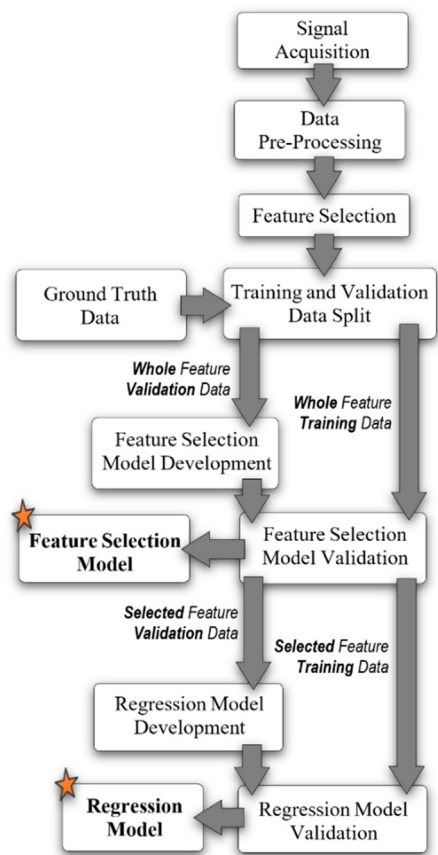 Signal
Acquisition
Data
Pre-Processing
Feature Selection
Ground Truth
Data
Training and Validation
Data Split
Whole Feature
Validation Data
Whole Feature
Training Data
Feature Selection
Model Development
Feature Selection
Model
Feature Selection
Model Validation
Selected Feature
Validation Data
Selected Feature
Training Data
Regression Model
Development
Regression
Model
Regression Model
Validation